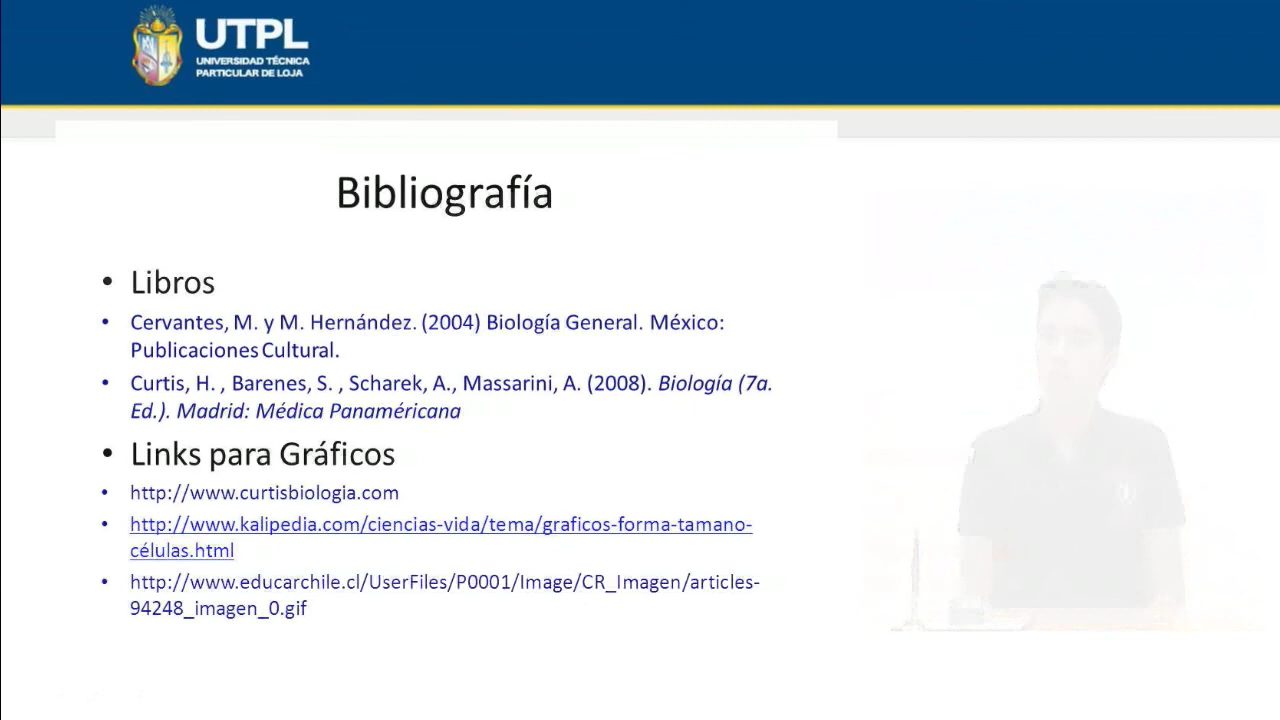 UTPL
UNIVERSIDAD TÉCNICA
PARTICULAR DE LOJA
Bibliografía
• Libros
• Cervantes, M. y M. Hernández. (2004) Biología General. México:
Publicaciones Cultural.
• Curtis, H. , Barenes, S. , Scharek, A., Massarini, A. (2008). Biología (7a.
Ed.). Madrid: Médica Panaméricana
• Links para Gráficos
• http://www.curtisbiologia.com
• http://www.kalipedia.com/ciencias-vida/tema/graficos-forma-tamano-
células.html
• http://www.educarchile.cl/UserFiles/P0001/Image/CR_Imagen/articles-
94248_imagen_0.gif